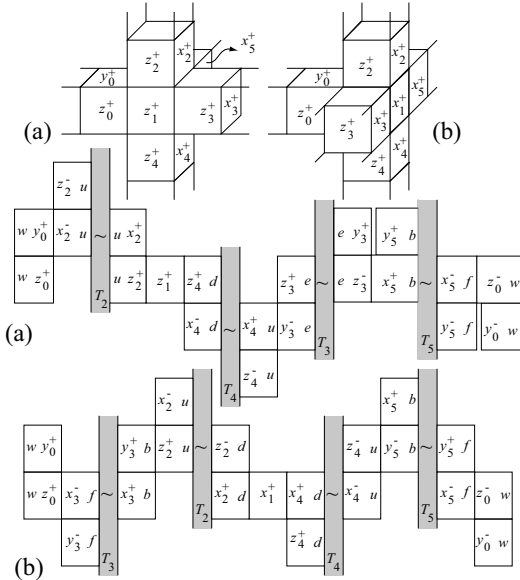 x₅⁺
z₂⁺ x₂⁺ z₂⁺ x₂⁺
y₀⁺ y₀⁺ x₅⁺
z₀⁺ z₁⁺ z₃⁺ x₃⁺ z₀⁺ z₃⁺ x₃⁺ x₁⁺
(a) z₄⁺ x₄⁺ z₄⁺ x₄⁺ (b)
z₂⁻ u
w y₀⁺ x₂⁻ u ~ u x₂⁺ e y₃⁺ y₅⁺ b
w z₀⁺ T₂ u z₂⁺ z₁⁺ z₄⁺ d z₃⁺ e ~ e z₃⁻ x₅⁺ b ~ x₅⁻ f z₀⁻ w
(a) x₄⁻ d ~ x₄⁺ u y₃⁻ e T₃ T₅ y₅⁻ f y₀⁻ w
T₄ z₄⁻ u
x₂⁻ u x₅⁺ b
w y₀⁺ y₃⁺ b z₂⁺ u ~ z₂⁻ d z₄⁻ u y₅⁻ b ~ y₅⁺ f
w z₀⁺ x₃⁻ f ~ x₃⁺ b T₂ x₂⁺ d x₁⁺ x₄⁺ d ~ x₄⁻ u T₅ x₅⁻ f z₀⁻ w
(b) y₃⁻ f T₃ z₄⁺ d T₄ y₀⁻ w